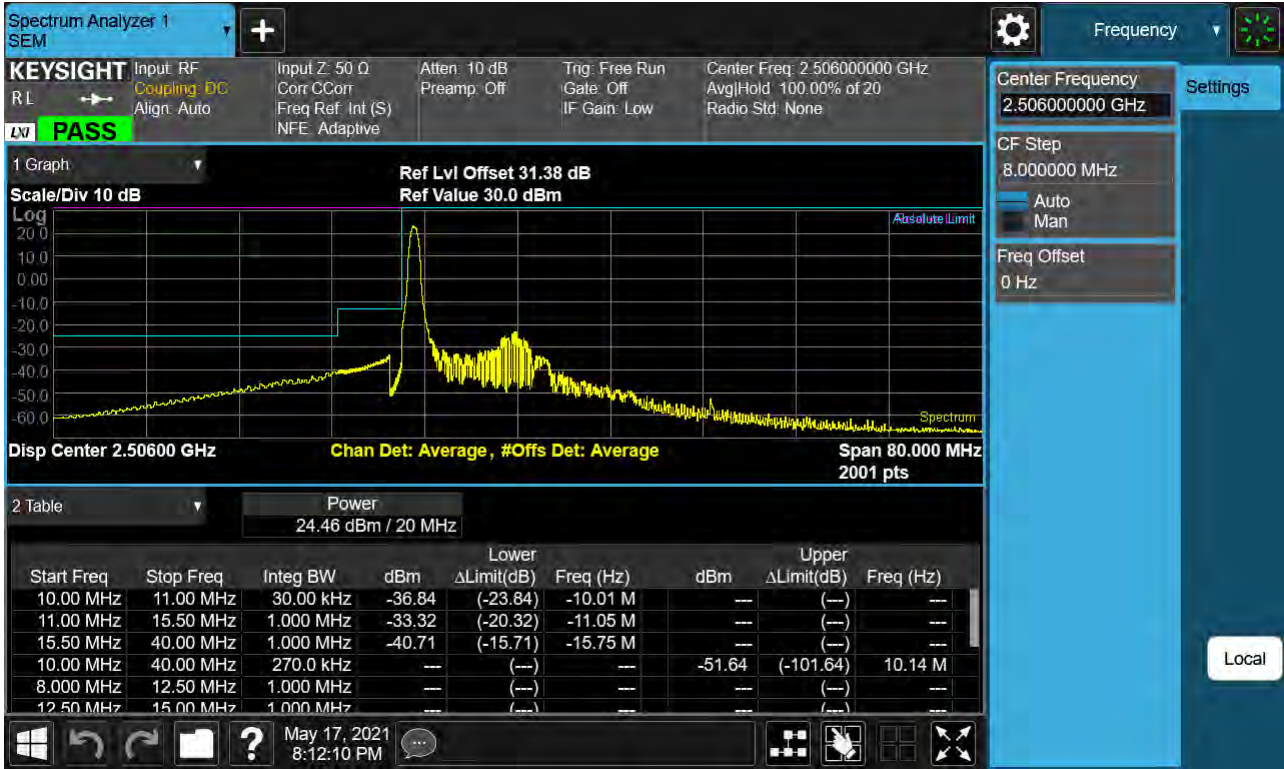 Spectrum Analyzer 1
SEM
+
Frequency
KEYSIGHT
R L
LXI
PASS
Input: RF
Coupling: DC
Align: Auto
Input Z: 50 Ω
Corr CCorr
Freq Ref: Int (S)
NFE: Adaptive
Atten: 10 dB
Preamp: Off
Trig: Free Run
Gate: Off
IF Gain: Low
Center Freq: 2.506000000 GHz
Avg|Hold: 100.00% of 20
Radio Std: None
Center Frequency
2.506000000 GHz
Settings
CF Step
8.000000 MHz
Auto
Man
Freq Offset
0 Hz
Local
1 Graph
Scale/Div 10 dB
Ref Lvl Offset 31.38 dB
Ref Value 30.0 dBm
Log
20.0
10.0
0.00
-10.0
-20.0
-30.0
-40.0
-50.0
-60.0
Limit
Spectrum
Disp Center 2.50600 GHz
Chan Det: Average, #Offs Det: Average
Span 80.000 MHz
2001 pts
2 Table
Power
24.46 dBm / 20 MHz
Lower Upper
Start Freq Stop Freq Integ BW dBm ΔLimit(dB) Freq (Hz) dBm ΔLimit(dB) Freq (Hz)
10.00 MHz 11.00 MHz 30.00 kHz -36.84 (-23.84) -10.01 M --- (---) ---
11.00 MHz 15.50 MHz 1.000 MHz -33.32 (-20.32) -11.05 M --- (---) ---
15.50 MHz 40.00 MHz 1.000 MHz -40.71 (-15.71) -15.75 M --- (---) ---
10.00 MHz 40.00 MHz 270.0 kHz --- (---) --- -51.64 (-101.64) 10.14 M
8.000 MHz 12.50 MHz 1.000 MHz --- (---) --- --- (---) ---
12.50 MHz 15.00 MHz 1.000 MHz --- (---) --- --- (---) ---
?
May 17, 2021
8:12:10 PM